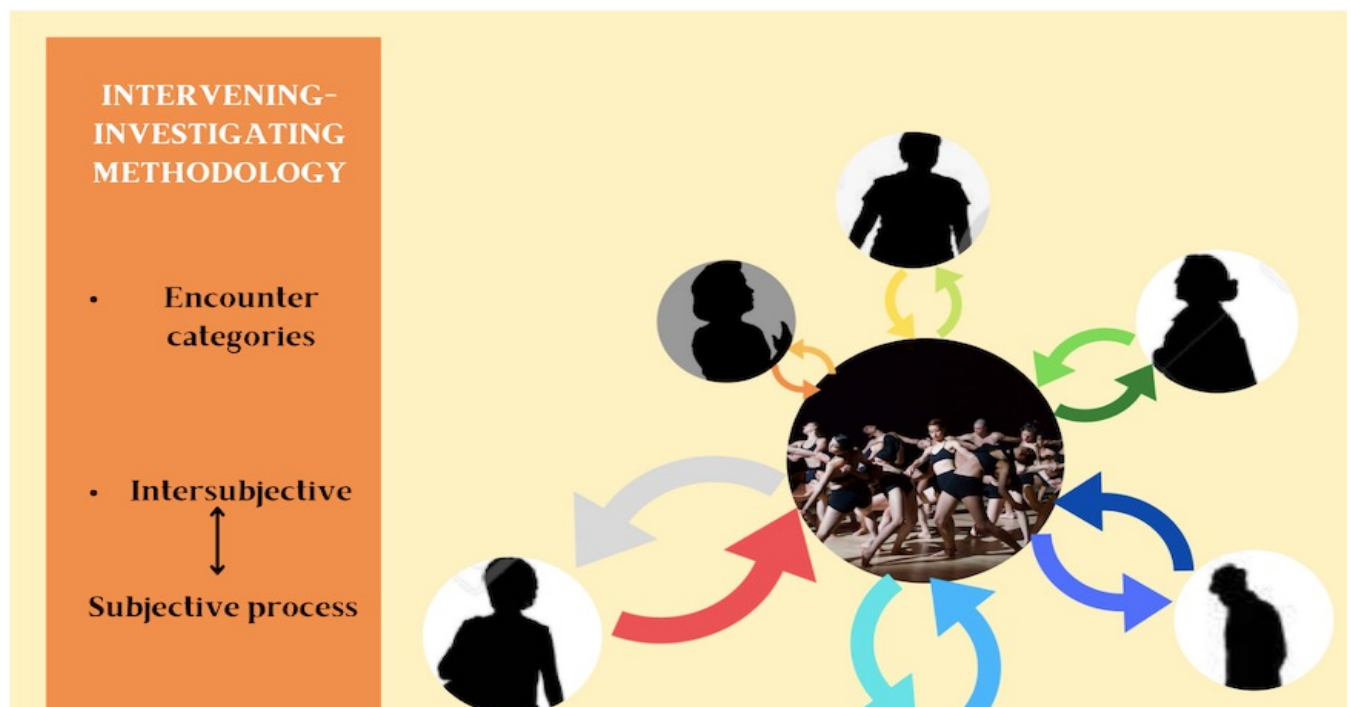 INTERVENING-
INVESTIGATING
METHODOLOGY
• Encounter
categories
• Intersubjective
Subjective process